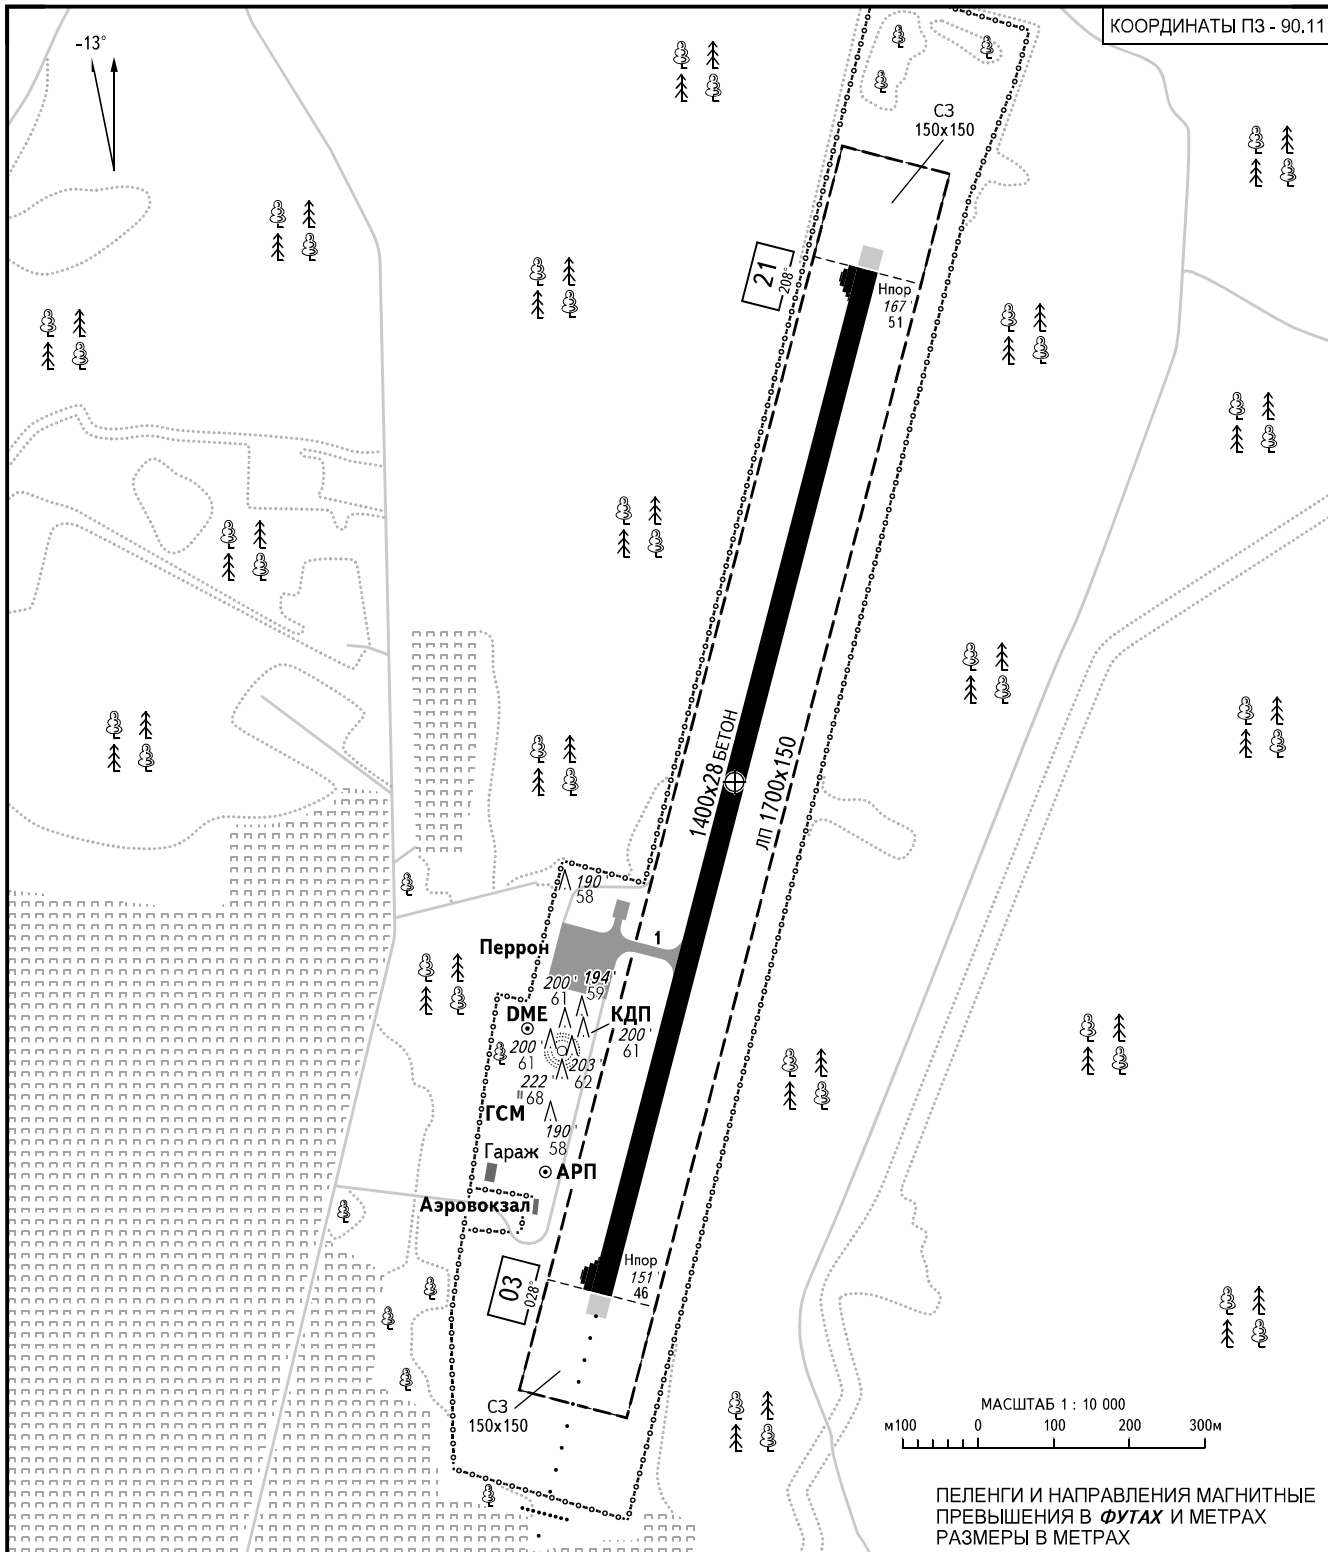 КООРДИНАТЫ ПЗ - 90.11
-13°
СЗ
150x150
21
208°
Нпор
167'
51
1400x28 БЕТОН
ЛП 1700x150
190'
58
1
Перрон
200' 194'
61 59
DME
КДП
200'
61
200'
61
203'
62
222'
68
ГСМ
190'
58
Гараж
АРП
Аэровокзал
03
028°
Нпор
151'
46
СЗ
150x150
МАСШТАБ 1 : 10 000
м100 0 100 200 300м
ПЕЛЕНГИ И НАПРАВЛЕНИЯ МАГНИТНЫЕ
ПРЕВЫШЕНИЯ В ФУТАХ И МЕТРАХ
РАЗМЕРЫ В МЕТРАХ